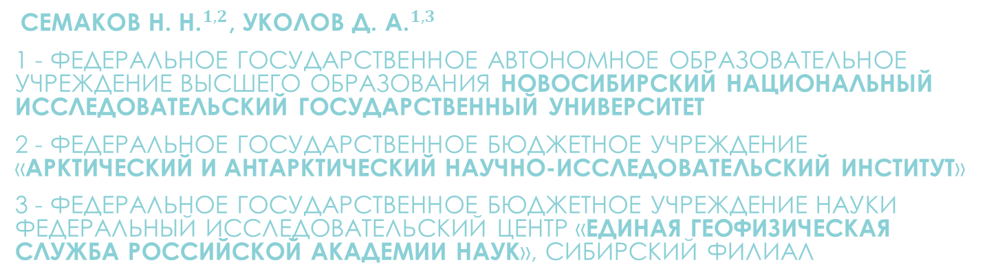 СЕМАКОВ Н. Н.¹,², УКОЛОВ Д. А.¹,³
1 - ФЕДЕРАЛЬНОЕ ГОСУДАРСТВЕННОЕ АВТОНОМНОЕ ОБРАЗОВАТЕЛЬНОЕ
УЧРЕЖДЕНИЕ ВЫСШЕГО ОБРАЗОВАНИЯ НОВОСИБИРСКИЙ НАЦИОНАЛЬНЫЙ
ИССЛЕДОВАТЕЛЬСКИЙ ГОСУДАРСТВЕННЫЙ УНИВЕРСИТЕТ
2 - ФЕДЕРАЛЬНОЕ ГОСУДАРСТВЕННОЕ БЮДЖЕТНОЕ УЧРЕЖДЕНИЕ
«АРКТИЧЕСКИЙ И АНТАРКТИЧЕСКИЙ НАУЧНО-ИССЛЕДОВАТЕЛЬСКИЙ ИНСТИТУТ»
3 - ФЕДЕРАЛЬНОЕ ГОСУДАРСТВЕННОЕ БЮДЖЕТНОЕ УЧРЕЖДЕНИЕ НАУКИ
ФЕДЕРАЛЬНЫЙ ИССЛЕДОВАТЕЛЬСКИЙ ЦЕНТР «ЕДИНАЯ ГЕОФИЗИЧЕСКАЯ
СЛУЖБА РОССИЙСКОЙ АКАДЕМИИ НАУК», СИБИРСКИЙ ФИЛИАЛ